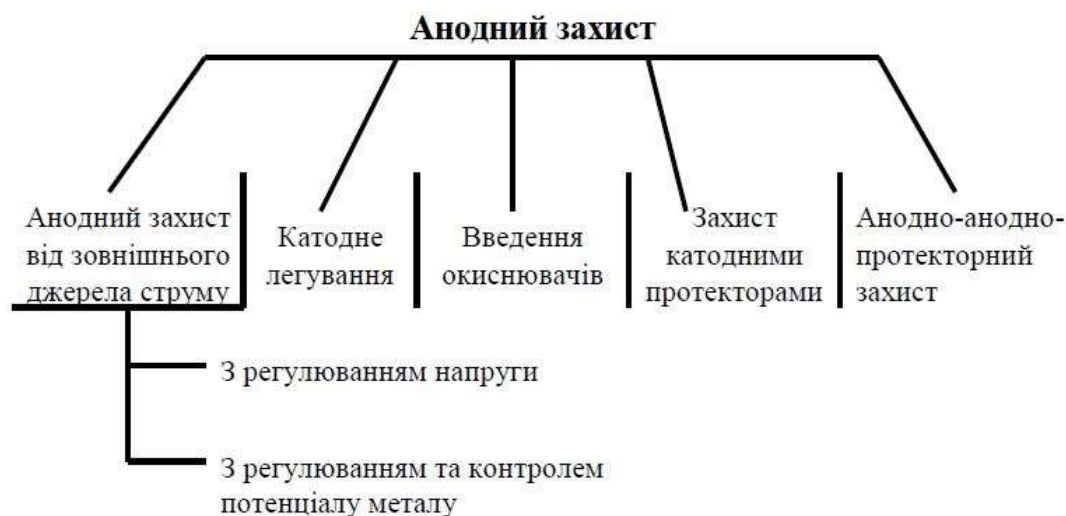 Анодний захист
Анодний захист
від зовнішнього
джерела струму
Катодне
легування
Введення
окиснювачів
Захист
катодними
протекторами
Анодно-анодно-
протекторний
захист
З регулюванням напруги
З регулюванням та контролем
потенціалу металу